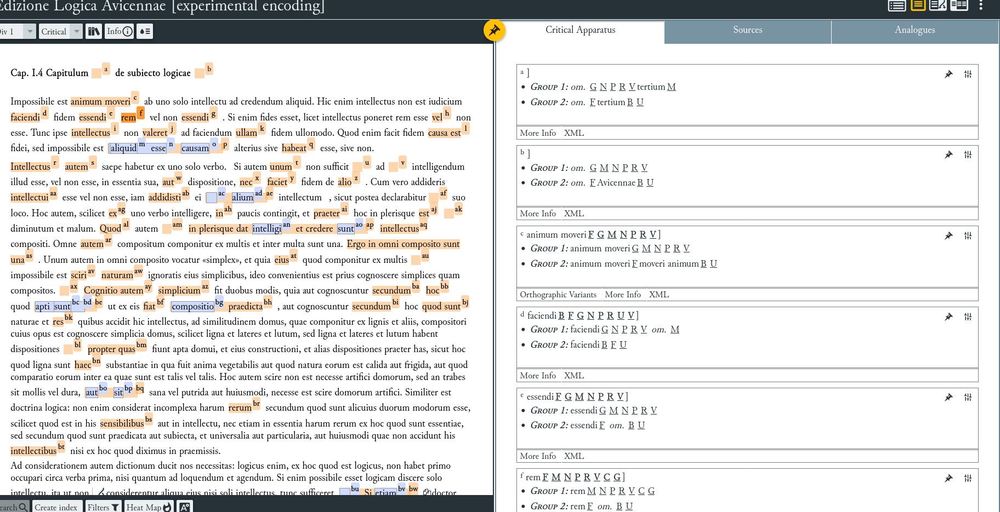 Edizione Logica Avicennae [experimental encoding]
Div 1 Critical Info
Cap. I.4 Capitulum a de subiecto logicae b
Impossibile est animum moveri c ab uno solo intellectu ad credendum aliquid. Hic enim intellectus non est iudicium
faciendi d fidem essendi e rem f vel non essendi g . Si enim fides esset, licet intellectus poneret rem esse vel h non
esse. Tunc ipse intellectus i non valeret j ad faciendum ullam k fidem ullomodo. Quod enim facit fidem causa est l
fidei, sed impossibile est aliquid m esse n causam o p alterius sive habeat q esse, sive non.
Intellectus r autem s saepe habetur ex uno solo verbo. Si autem unum t non sufficit u ad v intelligendum
illud esse, vel non esse, in essentia sua, aut w dispositione, nec x faciet y fidem de alio z . Cum vero addideris
intellectui aa esse vel non esse, iam addidisti ab ei ac alium ad ae intellectum , sicut postea declarabitur af suo
loco. Hoc autem, scilicet ex ag uno verbo intelligere, in ah paucis contingit, et praeter ai hoc in plerisque est aj ak
diminutum et malum. Quod al autem am in plerisque dat intelligi an et credere sunt ao ap intellectus aq
compositi. Omne autem ar compositum componitur ex multis et inter multa sunt una. Ergo in omni composito sunt
una as . Unum autem in omni composito vocatur «simplex», et quia eius at quod componitur ex multis au
impossibile est sciri av naturam aw ignoratis eius simplicibus, ideo convenientius est prius cognoscere simplices quam
compositos. ax Cognitio autem ay simplicium az fit duobus modis, quia aut cognoscuntur secundum ba hoc bb
quod apti sunt bc bd be ut ex eis fiat bf compositio bg praedicta bh , aut cognoscuntur secundum bi hoc quod sunt bj
naturae et res bk quibus accidit hic intellectus, ad similitudinem domus, quae componitur ex lignis et aliis, compositori
cuius opus est cognoscere simplicia domus, scilicet ligna et lateres et lutum, sed ligna et lateres et lutum habent
dispositiones bl propter quas bm fiunt apta domui, et eius constructioni, et alias dispositiones praeter has, sicut hoc
quod ligna sunt haec bn substantiae in qua fuit anima vegetabilis aut quod natura eorum est calida aut frigida, aut quod
comparatio eorum inter ea quae sunt est talis vel talis. Hoc autem scire non est necesse artifici domorum, sed an trabes
sit mollis vel dura, aut bo sit bp bq sana vel putrida aut huiusmodi, necesse est scire domorum artifici. Similiter est
doctrina logica: non enim considerat incomplexa harum rerum br secundum quod sunt alicuius duorum modorum esse,
scilicet quod est in his sensibilibus bs aut in intellectu, nec etiam in essentia harum rerum ex hoc quod sunt essentiae,
sed secundum quod sunt praedicata aut subiecta, et universalia aut particularia, aut huiusmodi quae non accidunt his
intellectibus bt nisi ex hoc quod diximus in praemissis.
Ad considerationem autem dictionum ducit nos necessitas: logicus enim, ex hoc quod est logicus, non habet primo
occupari circa verba prima, nisi quantum ad loquendum et agendum. Si enim possibile esset logicam discere solo
intellectu, ita ut non considerentur aliqua eius nisi soli intellectus, tunc sufficeret bu Si etiam bv bw doctor
Search Create index Filters Heat Map
Critical Apparatus Sources Analogues
a ]
• Group 1: om. G N P R V tertium M
• Group 2: om. F tertium B U
More Info XML
b ]
• Group 1: om. G M N P R V
• Group 2: om. F Avicennae B U
More Info XML
c animum moveri F G M N P R V ]
• Group 1: animum moveri G M N P R V
• Group 2: animum moveri F moveri animum B U
Orthographic Variants More Info XML
d faciendi B F G N P R U V ]
• Group 1: faciendi G N P R V om. M
• Group 2: faciendi B F U
More Info XML
e essendi F G M N P R V ]
• Group 1: essendi G M N P R V
• Group 2: essendi F om. B U
More Info XML
f rem F M N P R V C G ]
• Group 1: rem M N P R V C G
• Group 2: rem F om. B U